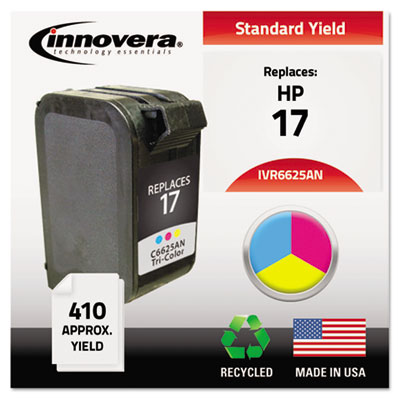 innovera
technology essentials
Standard Yield
Replaces:
HP
17
IVR6625AN
REPLACES
17
C6625AN
Tri-Color
410
APPROX.
YIELD
RECYCLED
MADE IN USA